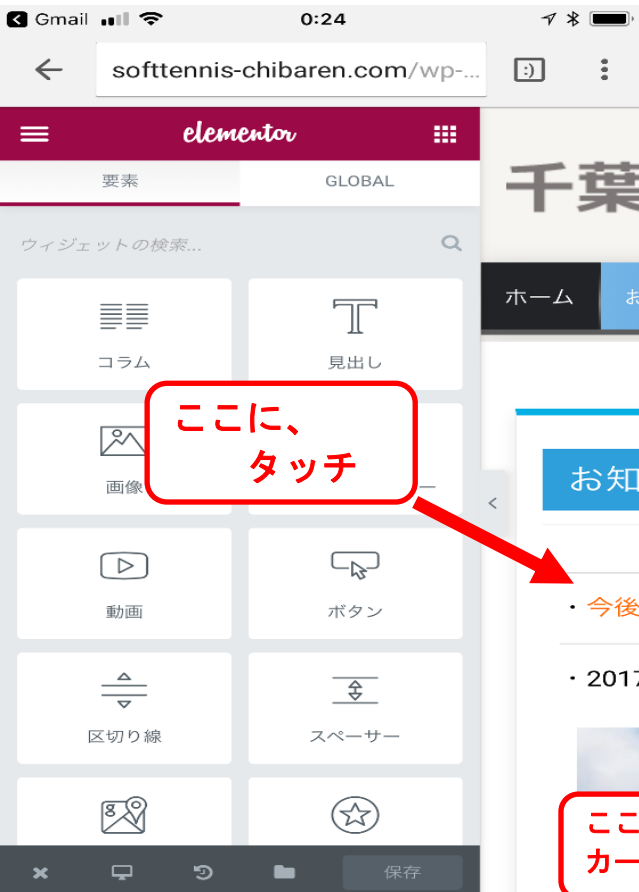 Gmail
0:24
softtennis-chibaren.com/wp-...
elementor
要素
GLOBAL
千葉
ウィジェットの検索...
ホーム
お
コラム
見出し
ここに、
タッチ
画像
ー
お知
<
動画
ボタン
・今後
・2017
区切り線
スペーサー
ここ
カー
保存